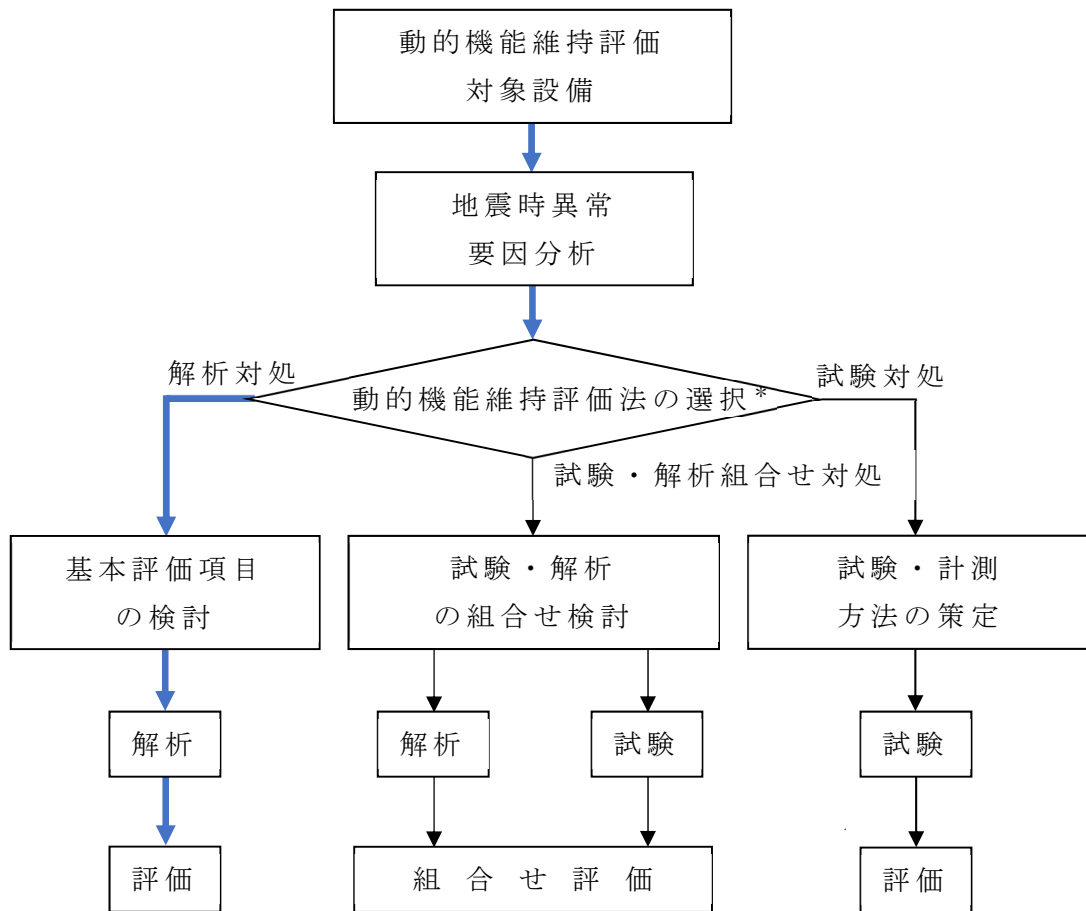 動的機能維持評価
対象設備
地震時異常
要因分析
解析対処
試験対処
動的機能維持評価法の選択*
試験・解析組合せ対処
基本評価項目
の検討
試験・解析
の組合せ検討
試験・計測
方法の策定
解析
解析
試験
試験
評価
組合せ評価
評価